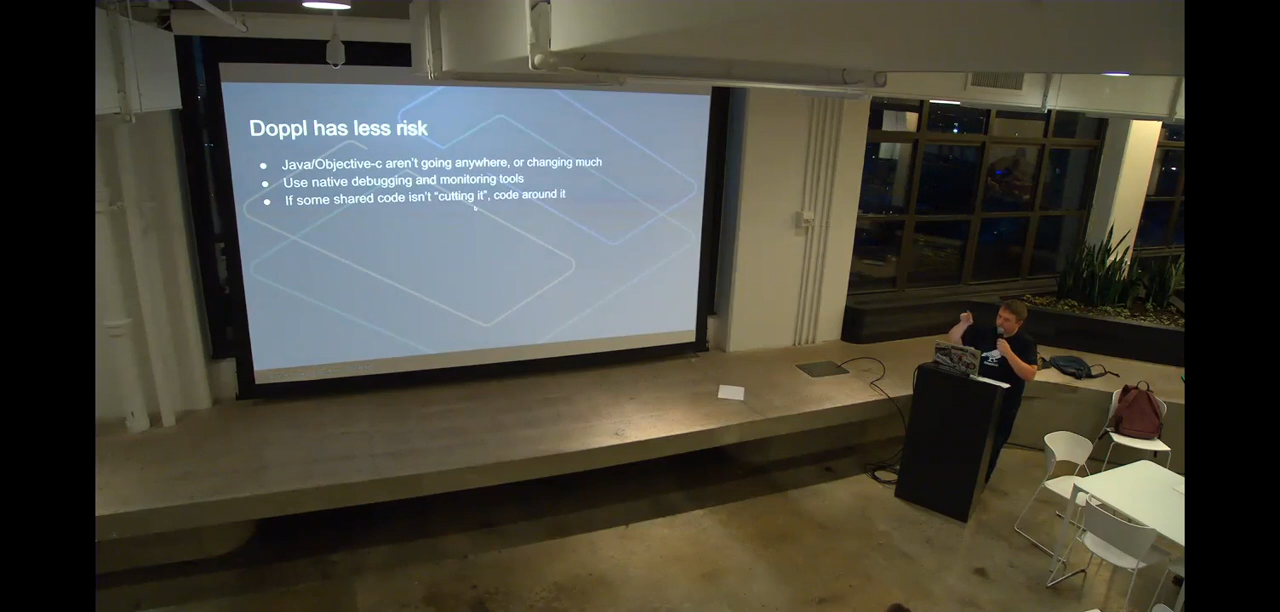 Doppl has less risk
Java/Objective-c aren't going anywhere, or changing much
Use native debugging and monitoring tools
If some shared code isn't "cutting it", code around it